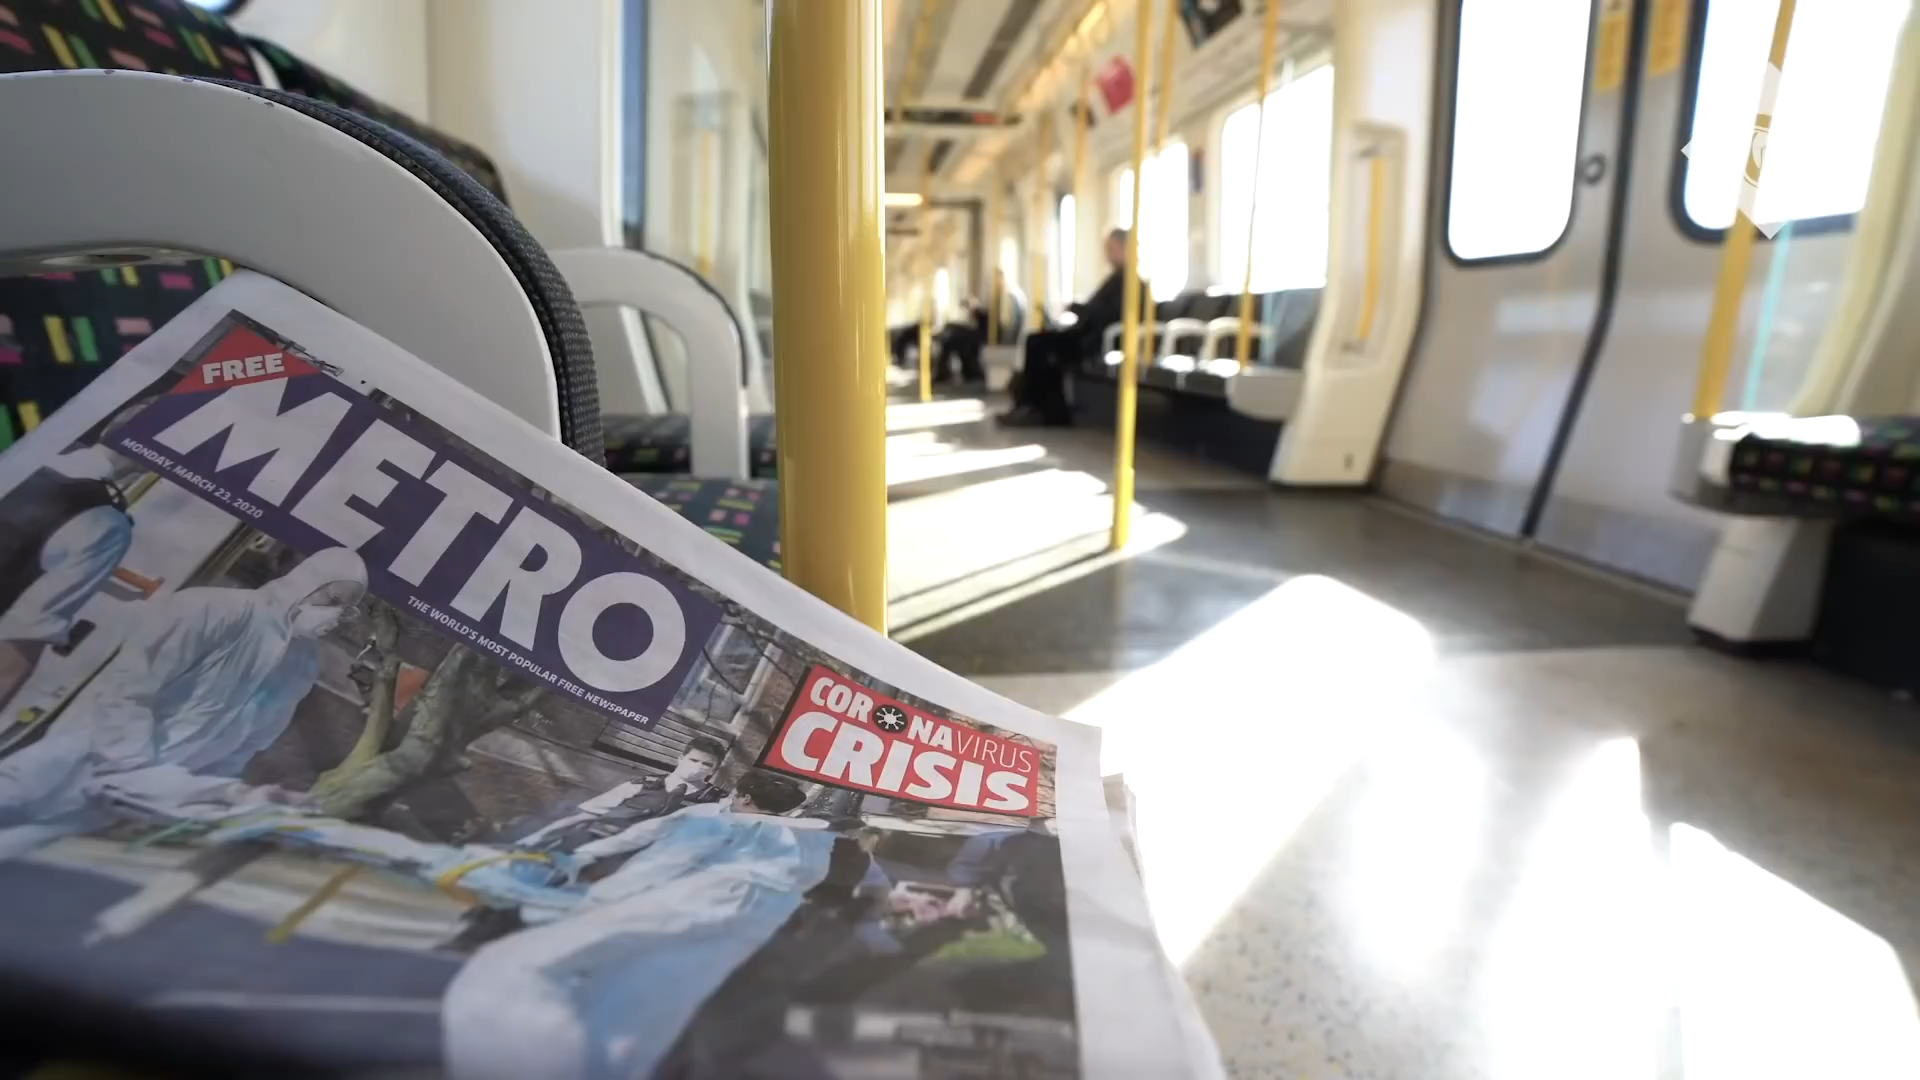 FREE
METRO
MONDAY, MARCH 23, 2020
THE WORLD'S MOST POPULAR FREE NEWSPAPER
CORONAVIRUS
CRISIS